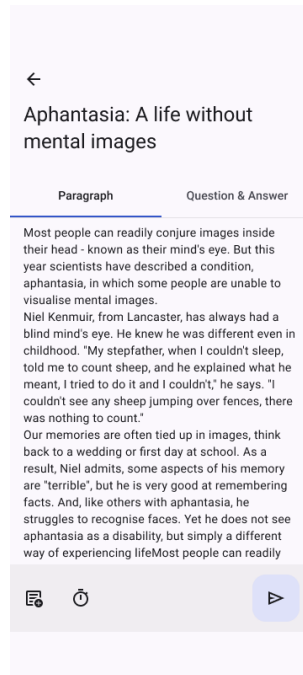 Aphantasia: A life without
mental images
Paragraph
Question & Answer
Most people can readily conjure images inside
their head - known as their mind's eye. But this
year scientists have described a condition,
aphantasia, in which some people are unable to
visualise mental images.
Niel Kenmuir, from Lancaster, has always had a
blind mind's eye. He knew he was different even in
childhood. "My stepfather, when I couldn't sleep,
told me to count sheep, and he explained what he
meant, I tried to do it and I couldn't," he says. "I
couldn't see any sheep jumping over fences, there
was nothing to count."
Our memories are often tied up in images, think
back to a wedding or first day at school. As a
result, Niel admits, some aspects of his memory
are "terrible", but he is very good at remembering
facts. And, like others with aphantasia, he
struggles to recognise faces. Yet he does not see
aphantasia as a disability, but simply a different
way of experiencing lifeMost people can readily